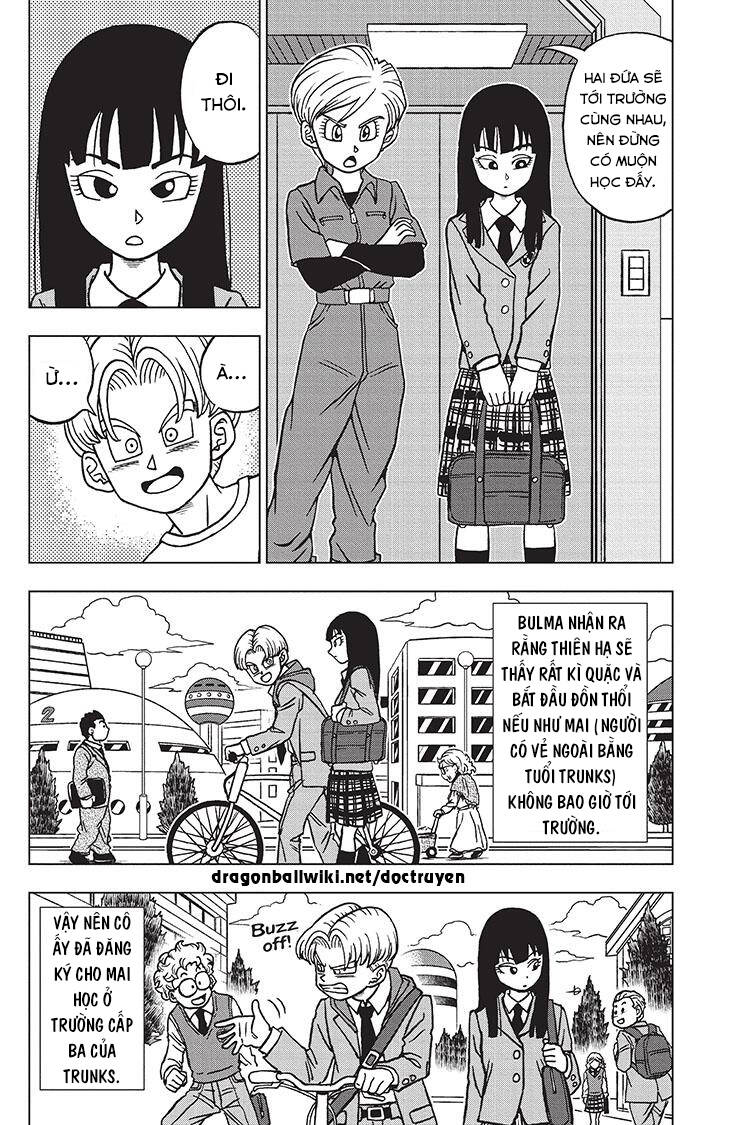 HAI ĐỨA SẼ
TỚI TRƯỜNG
CÙNG NHAU,
NÊN ĐỪNG
CÓ MUỘN
HỌC ĐẤY.
ĐI
THÔI.
À...
Ừ...
BULMA NHẬN RA
RẰNG THIÊN HẠ SẼ
THẤY RẤT KÌ QUẶC VÀ
BẮT ĐẦU ĐỒN THỔI
NẾU NHƯ MAI (NGƯỜI
CÓ VẺ NGOÀI BẰNG
TUỔI TRUNKS)
KHÔNG BAO GIỜ TỚI
TRƯỜNG.
2
dragonballwiki.net/doctruyen
VẬY NÊN CÔ
ẤY ĐÃ ĐĂNG
KÝ CHO MAI
HỌC Ở
TRƯỜNG CẤP
BA CỦA
TRUNKS.
Buzz
off!